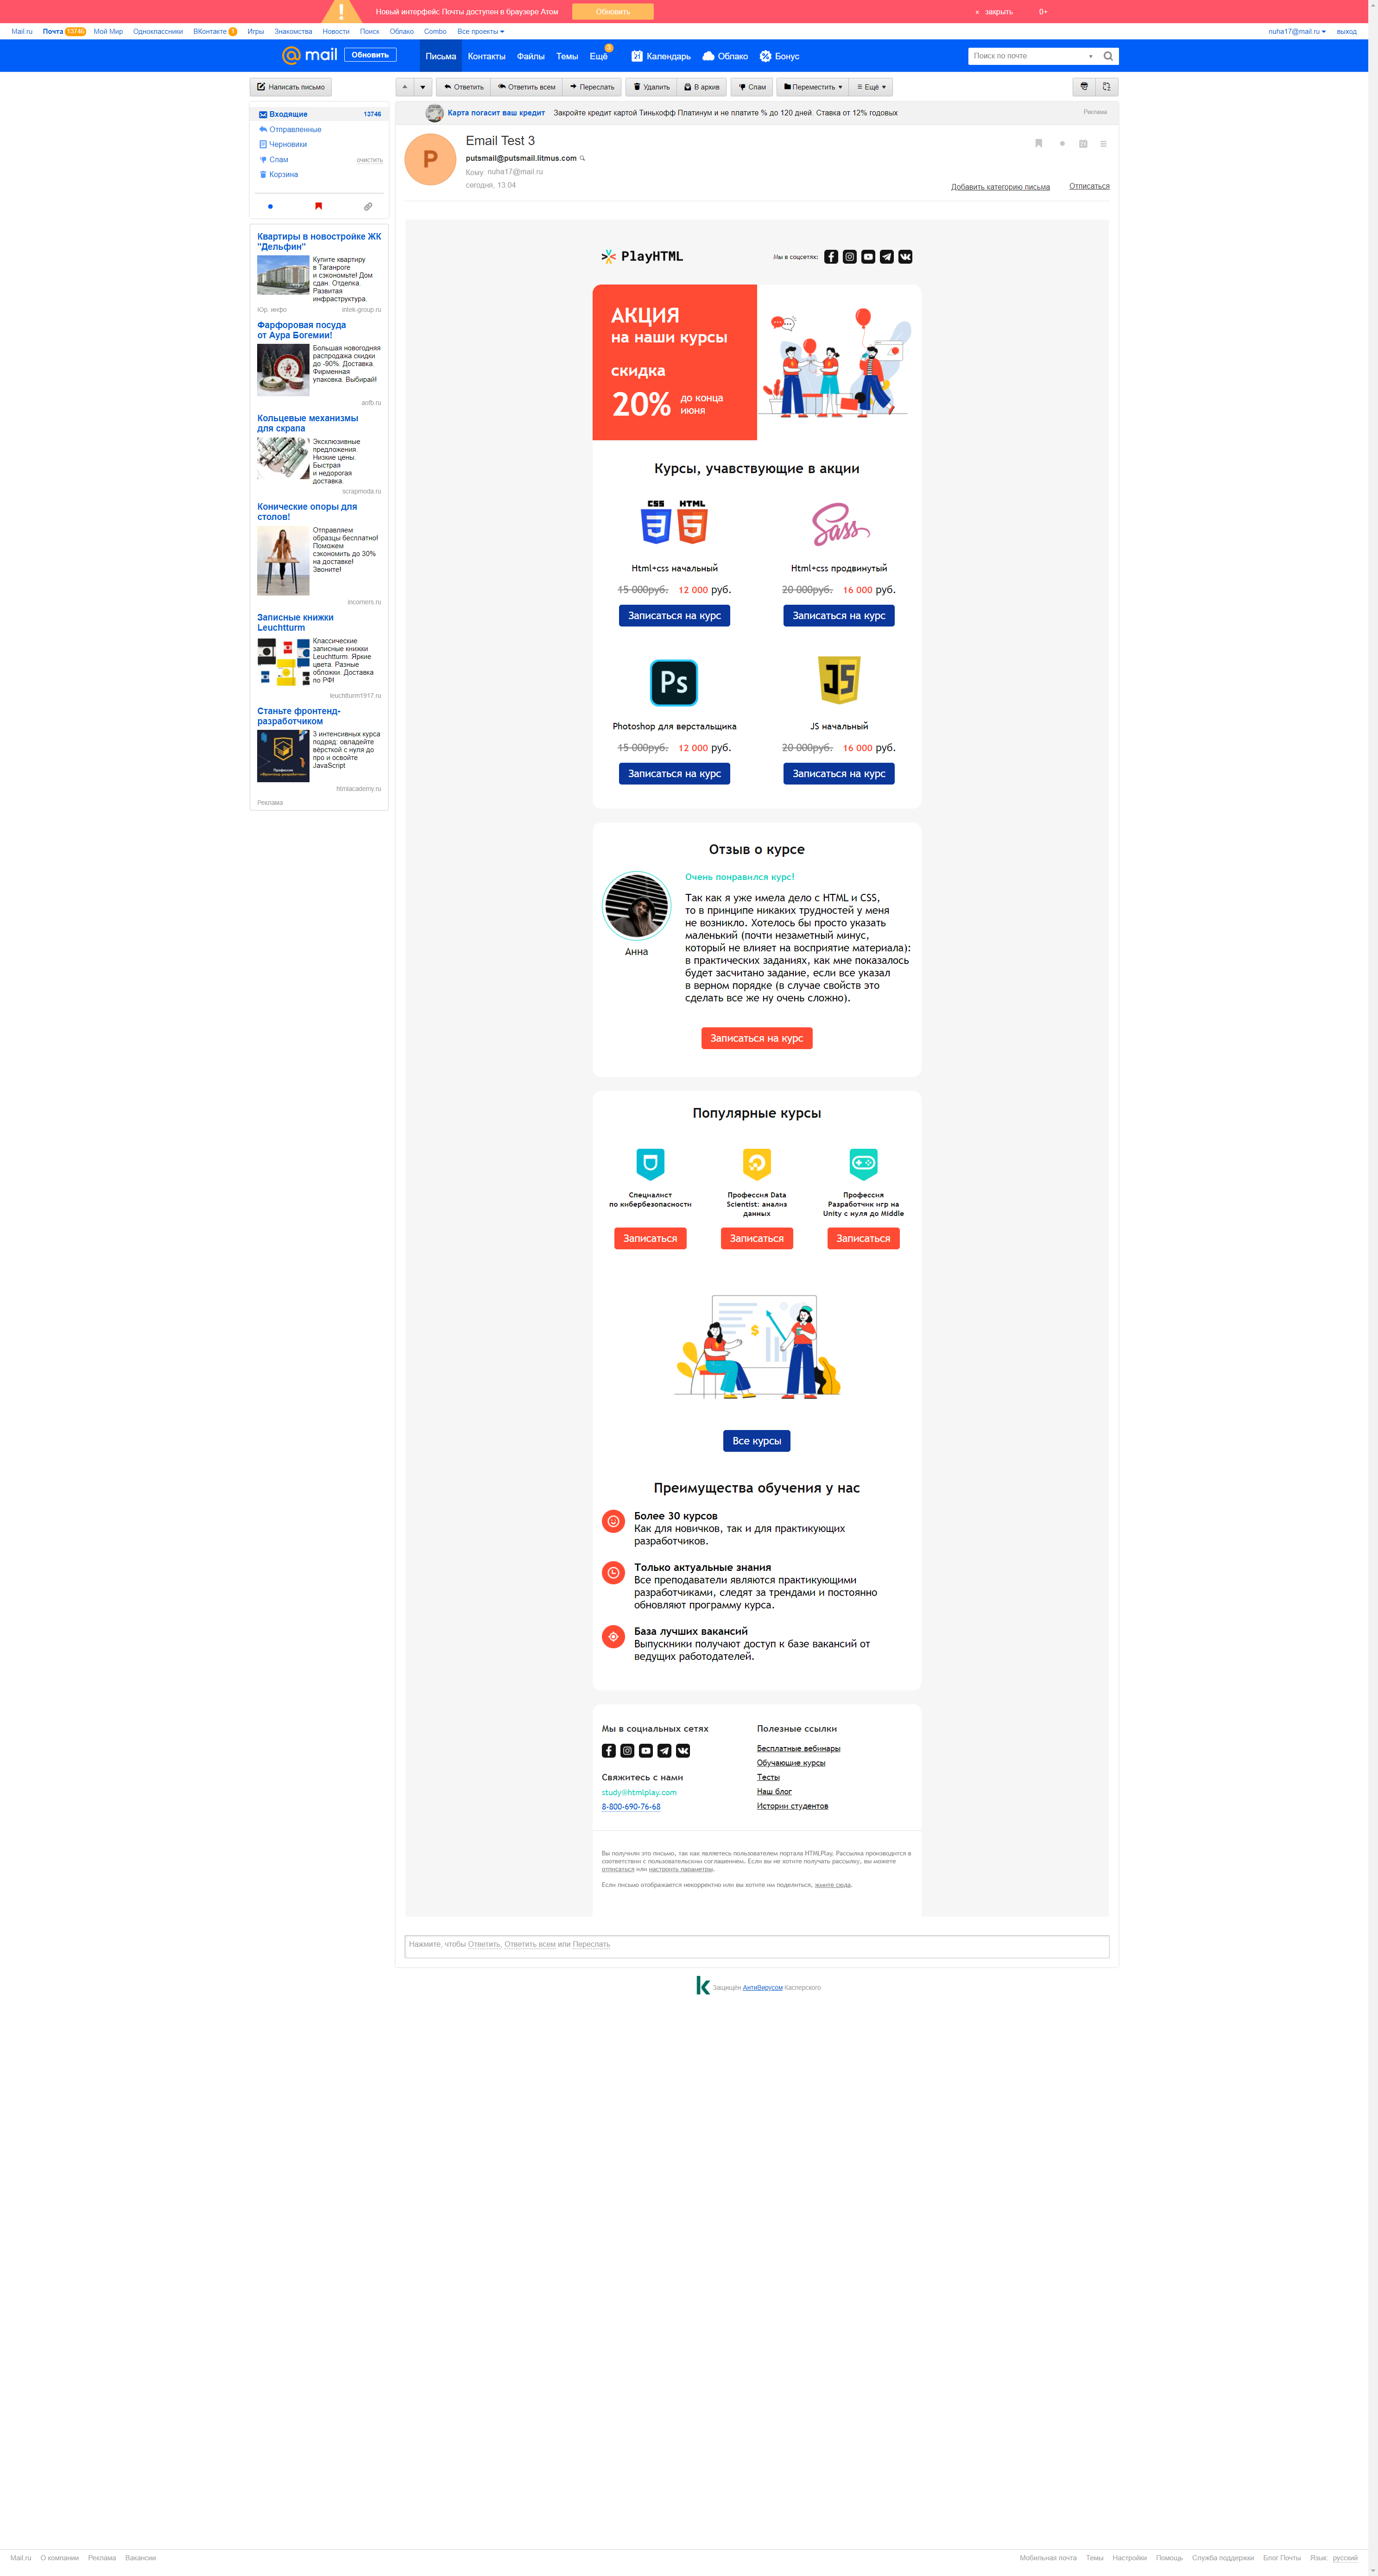 Новый интерфейс Почты доступен в браузере Атом
Обновить
× закрыть
0+
Mail.ru Почта 13746 Мой Мир Одноклассники ВКонтакте 1 Игры Знакомства Новости Поиск Облако Combo Все проекты
nuha17@mail.ru выход
@mail Обновить
Письма Контакты Файлы Темы Ещё Календарь Облако Бонус
Поиск по почте
Написать письмо
Ответить Ответить всем Переслать Удалить В архив Спам Переместить Ещё
Входящие 13746
Отправленные
Черновики
Спам очистить
Корзина
Квартиры в новостройке ЖК
"Дельфин"
Купите квартиру
в Таганроге
и сэкономьте! Дом
сдан. Отделка.
Развитая
инфраструктура.
Юр. инфо intek-group.ru
Фарфоровая посуда
от Аура Богемии!
Большая новогодняя
распродажа скидки
до -90%. Доставка.
Фирменная
упаковка. Выбирай!
aofb.ru
Кольцевые механизмы
для скрапа
Эксклюзивные
предложения.
Низкие цены.
Быстрая
и недорогая
доставка.
scrapmoda.ru
Конические опоры для
столов!
Отправляем
образцы бесплатно!
Поможем
сэкономить до 30%
на доставке!
Звоните!
incomers.ru
Записные книжки
Leuchtturm
Классические
записные книжки
Leuchtturm. Яркие
цвета. Разные
обложки. Доставка
по РФ!
leuchtturm1917.ru
Станьте фронтенд-
разработчиком
3 интенсивных курса
подряд: овладейте
вёрсткой с нуля до
про и освойте
JavaScript
htmlacademy.ru
Реклама
Карта погасит ваш кредит Закройте кредит картой Тинькофф Платинум и не платите % до 120 дней. Ставка от 12% годовых
Реклама
P
Email Test 3
putsmail@putsmail.litmus.com
Кому: nuha17@mail.ru
сегодня, 13:04
Добавить категорию письма Отписаться
PlayHTML
Мы в соцсетях:
АКЦИЯ
на наши курсы
скидка
20% до конца
июня
Курсы, учавствующие в акции
CSS HTML
3 5
Sass
Html+css начальный
Html+css продвинутый
15 000руб. 12 000 руб.
20 000руб. 16 000 руб.
Записаться на курс
Записаться на курс
Ps
JS
Photoshop для верстальщика
JS начальный
15 000руб. 12 000 руб.
20 000руб. 16 000 руб.
Записаться на курс
Записаться на курс
Отзыв о курсе
Очень понравился курс!
Так как я уже имела дело с HTML и CSS,
то в принципе никаких трудностей у меня
не возникло. Хотелось бы просто указать
маленький (почти незаметный минус,
который не влияет на восприятие материала):
в практических заданиях, как мне показалось
будет засчитано задание, если все указал
в верном порядке (в случае свойств это
сделать все же ну очень сложно).
Анна
Записаться на курс
Популярные курсы
Специалист
по кибербезопасности
Профессия Data
Scientist: анализ
данных
Профессия
Разработчик игр на
Unity с нуля до Middle
Записаться
Записаться
Записаться
$
Все курсы
Преимущества обучения у нас
Более 30 курсов
Как для новичков, так и для практикующих
разработчиков.
Только актуальные знания
Все преподаватели являются практикующими
разработчиками, следят за трендами и постоянно
обновляют программу курса.
База лучших вакансий
Выпускники получают доступ к базе вакансий от
ведущих работодателей.
Мы в социальных сетях
Свяжитесь с нами
study@htmlplay.com
8-800-690-76-68
Полезные ссылки
Бесплатные вебинары
Обучающие курсы
Тесты
Наш блог
Истории студентов
Вы получили это письмо, так как являетесь пользователем портала HTMLPlay. Рассылка производится в
соответствии с пользовательским соглашением. Если вы не хотите получать рассылку, вы можете
отписаться или настроить параметры.
Если письмо отображается некорректно или вы хотите им поделиться, жмите сюда.
Нажмите, чтобы Ответить, Ответить всем или Переслать
Защищён АнтиВирусом Касперского
Mail.ru О компании Реклама Вакансии
Мобильная почта Темы Настройки Помощь Служба поддержки Блог Почты Язык: русский